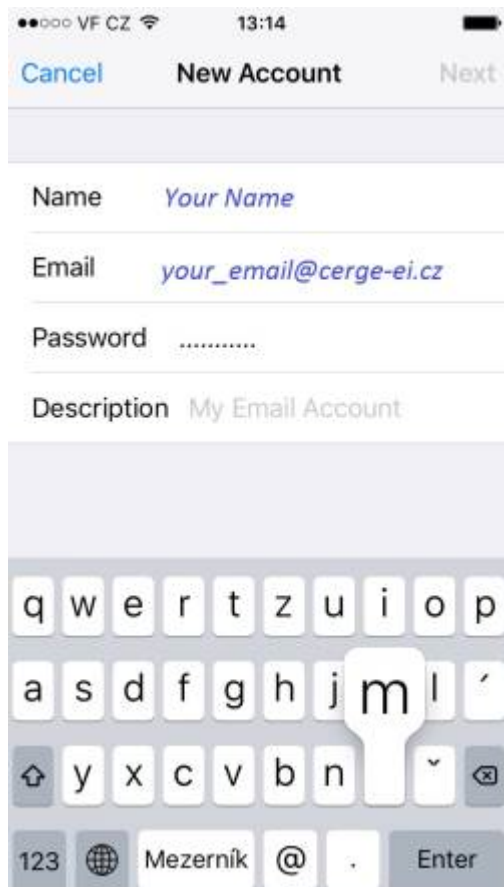 VF CZ 13:14
Cancel New Account Next
Name Your Name
Email your_email@cerge-ei.cz
Password ...........
Description My Email Account
q w e r t z u i o p
a s d f g h j m l ´
y x c v b n ˇ
123 Mezerník @ . Enter